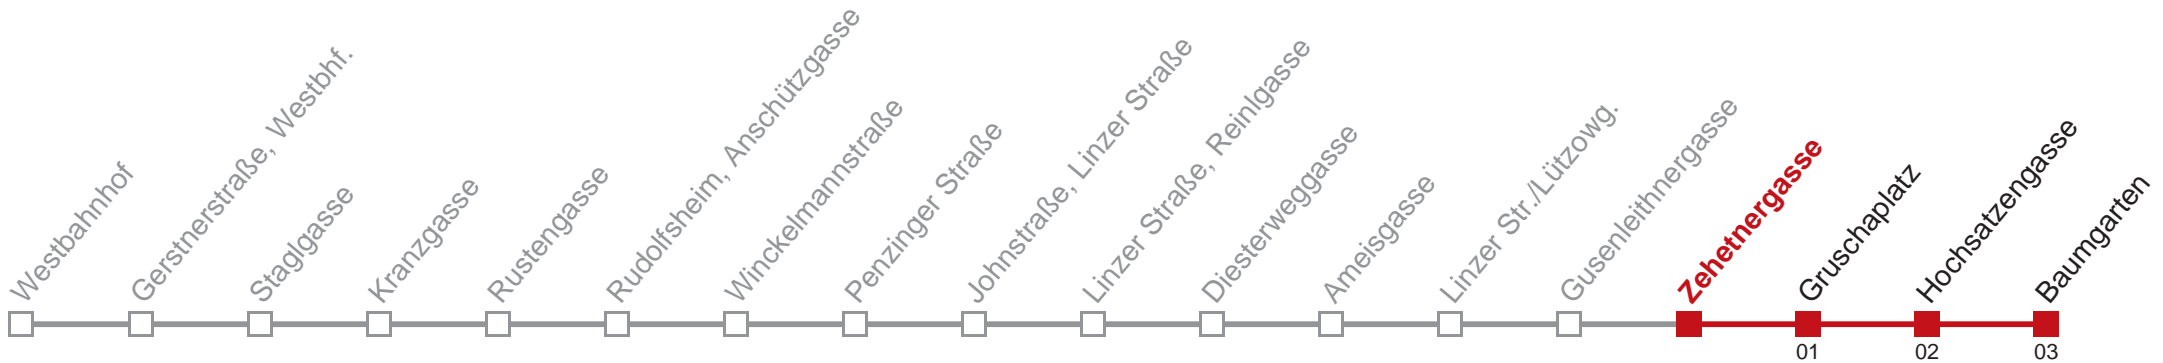 Westbahnhof
Gerstnerstraße, Westbhf.
Staglgasse
Kranzgasse
Rustengasse
Rudolfsheim, Anschützgasse
Winckelmannstraße
Penzinger Straße
Johnstraße, Linzer Straße
Linzer Straße, Reinlgasse
Diesterweggasse
Ameisgasse
Linzer Str./Lützowg.
Gusenleithnergasse
Zehetnergasse
Gruschaplatz
Hochsatzengasse
Baumgarten
01
02
03